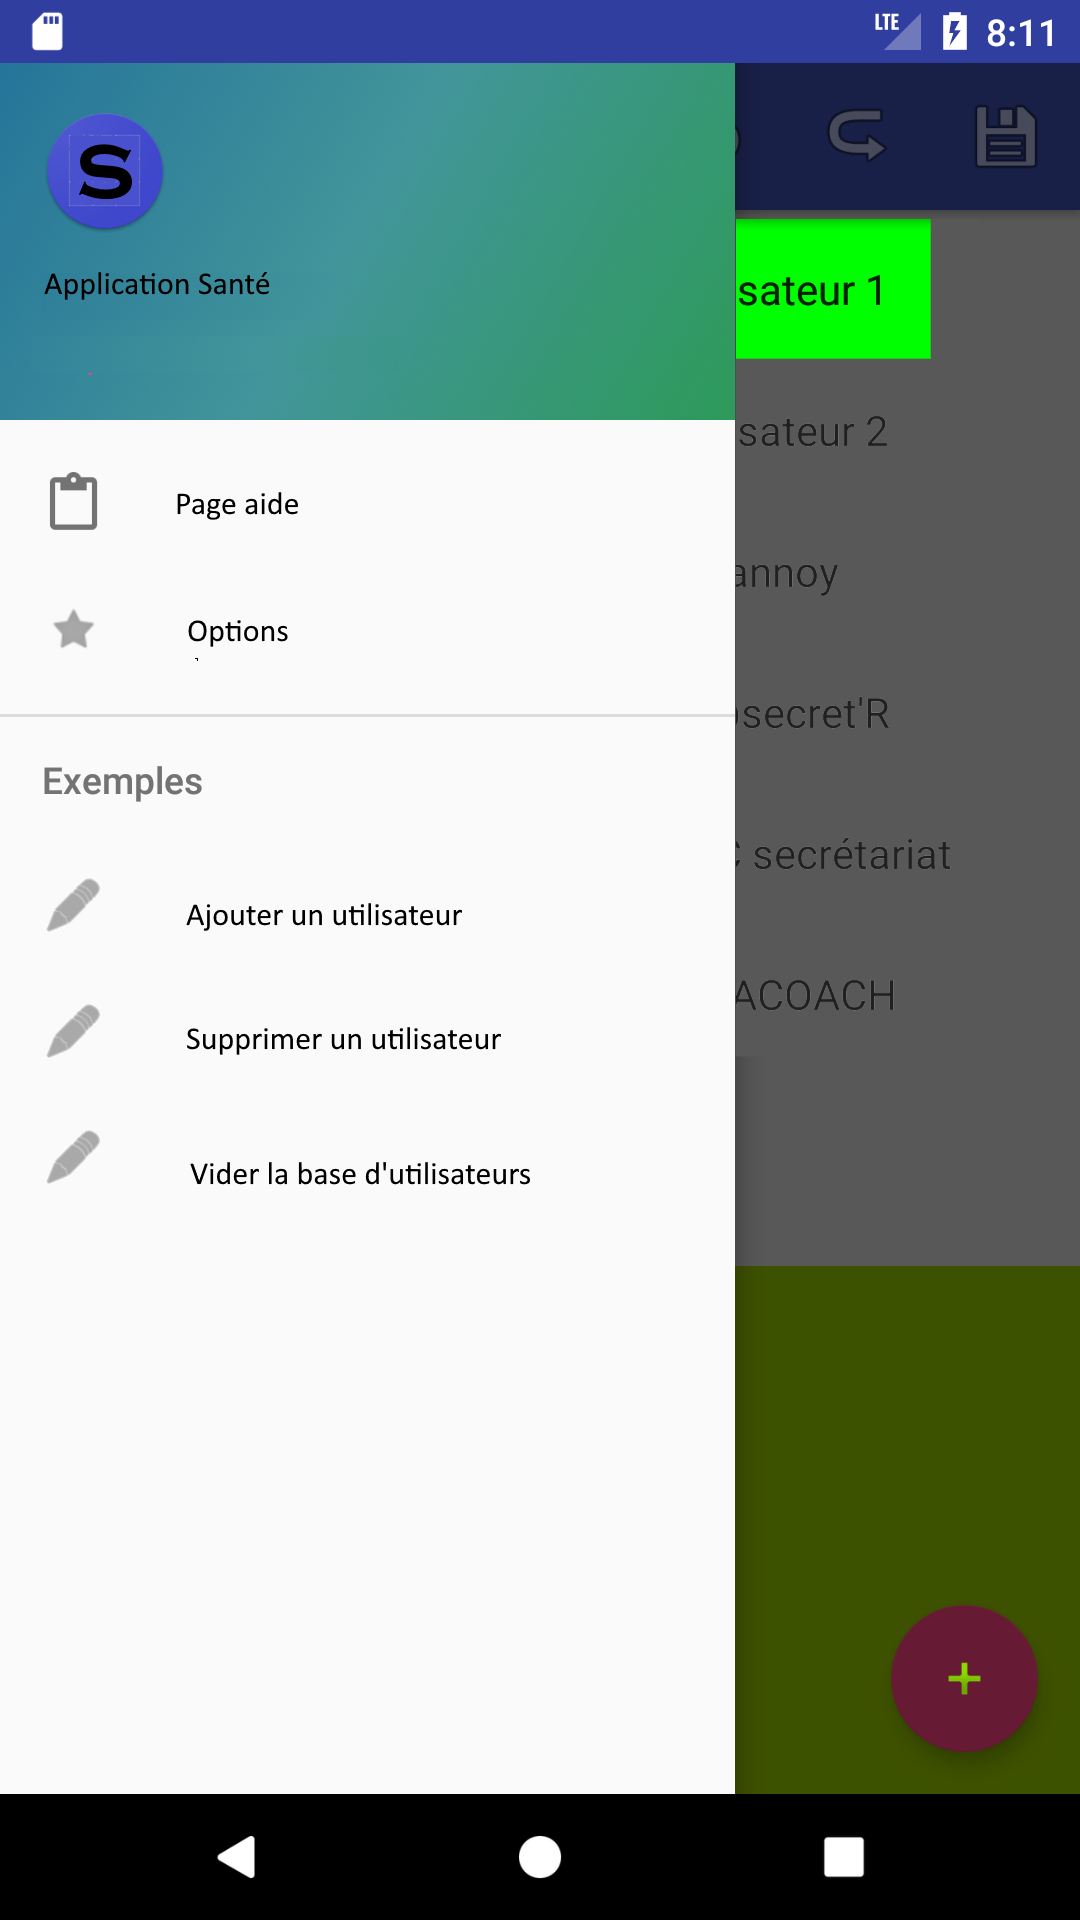 LTE 8:11
S
Application Santé
sateur 1
sateur 2
Page aide
annoy
Options
secret'R
Exemples
secrétariat
Ajouter un utilisateur
ACOACH
Supprimer un utilisateur
Vider la base d'utilisateurs
+